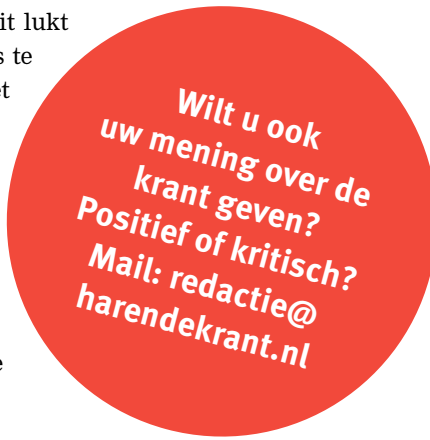 it lukt
s te
et
Wilt u ook
uw mening over de
krant geven?
Positief of kritisch?
Mail: redactie@
harendekrant.nl
e